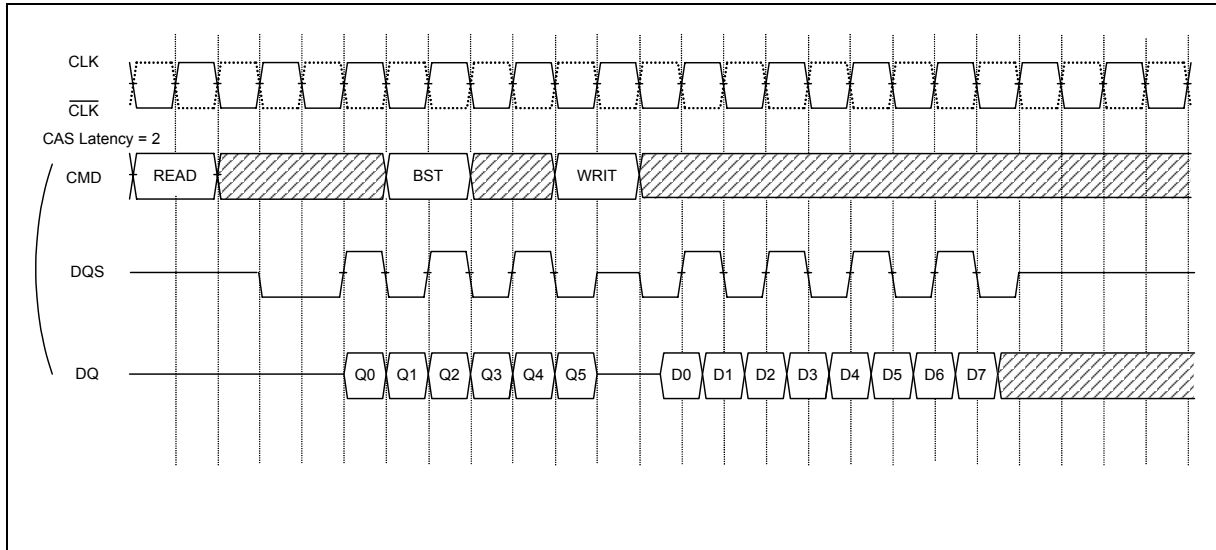 CLK
CLK
CAS Latency = 2
CMD READ BST WRIT
DQS
DQ Q0 Q1 Q2 Q3 Q4 Q5 D0 D1 D2 D3 D4 D5 D6 D7